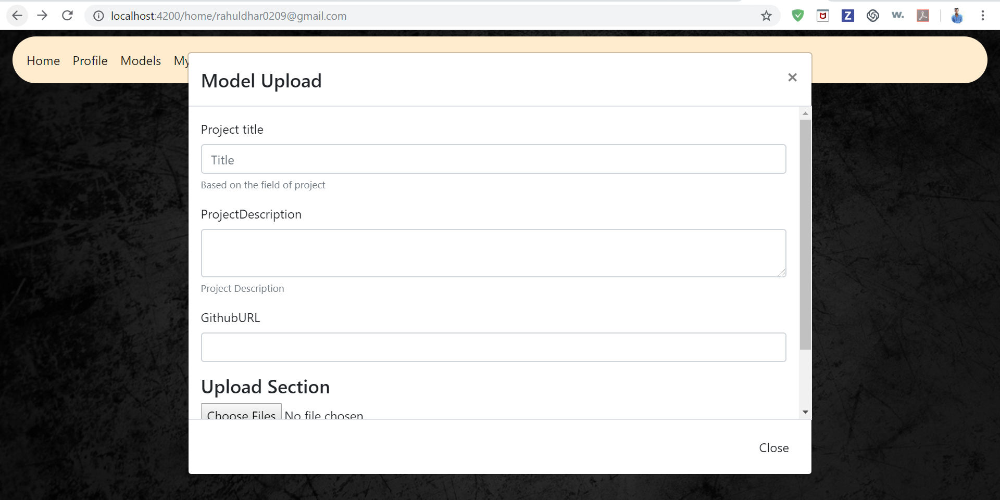 localhost:4200/home/rahuldhar0209@gmail.com
Z
w.
Home Profile Models My
Model Upload ×
Project title
Title
Based on the field of project
ProjectDescription
Project Description
GithubURL
Upload Section
Choose Files No file chosen
Close